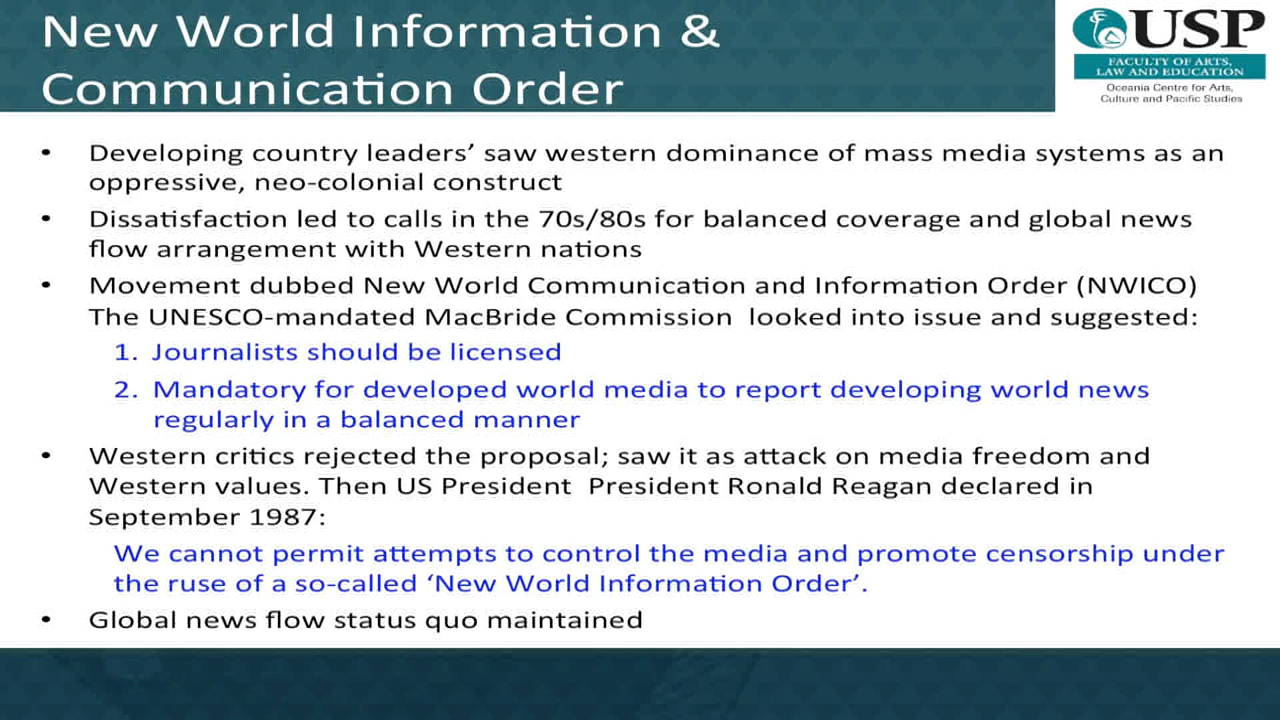 New World Information &
Communication Order
USP
FACULTY OF ARTS,
LAW AND EDUCATION
Oceania Centre for Arts,
Culture and Pacific Studies
• Developing country leaders’ saw western dominance of mass media systems as an
oppressive, neo-colonial construct
• Dissatisfaction led to calls in the 70s/80s for balanced coverage and global news
flow arrangement with Western nations
• Movement dubbed New World Communication and Information Order (NWICO)
The UNESCO-mandated MacBride Commission looked into issue and suggested:
1. Journalists should be licensed
2. Mandatory for developed world media to report developing world news
regularly in a balanced manner
• Western critics rejected the proposal; saw it as attack on media freedom and
Western values. Then US President President Ronald Reagan declared in
September 1987:
We cannot permit attempts to control the media and promote censorship under
the ruse of a so-called ‘New World Information Order’.
• Global news flow status quo maintained